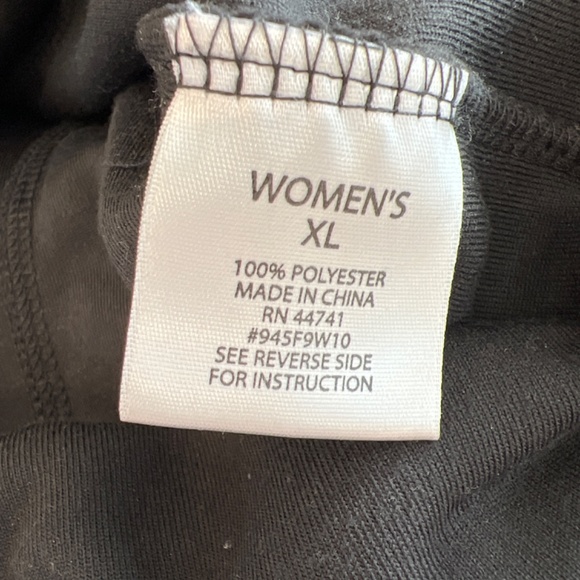 WOMEN'S
XL
100% POLYESTER
MADE IN CHINA
RN 44741
#945F9W10
SEE REVERSE SIDE
FOR INSTRUCTION